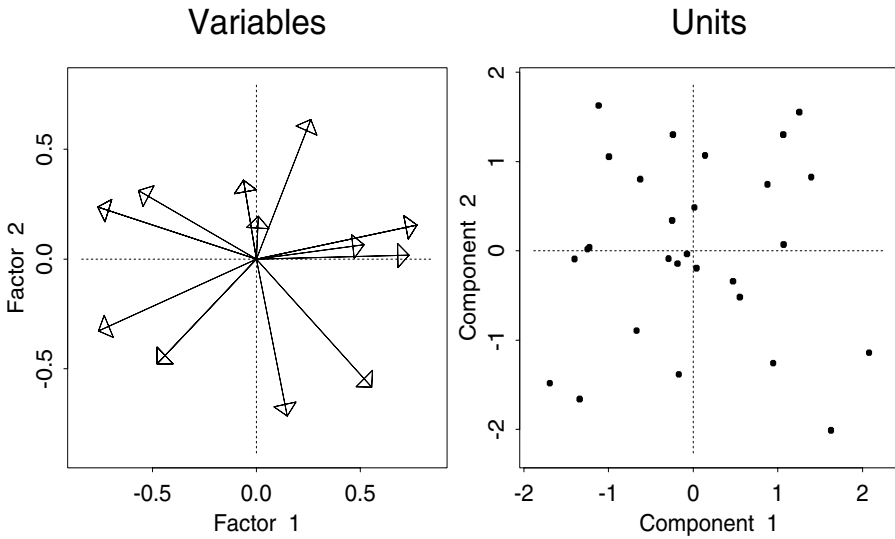 Variables
Units
0.5
0.0
-0.5
Factor 2
-0.5 0.0 0.5
Factor 1
2
1
0
-1
-2
Component 2
-2 -1 0 1 2
Component 1